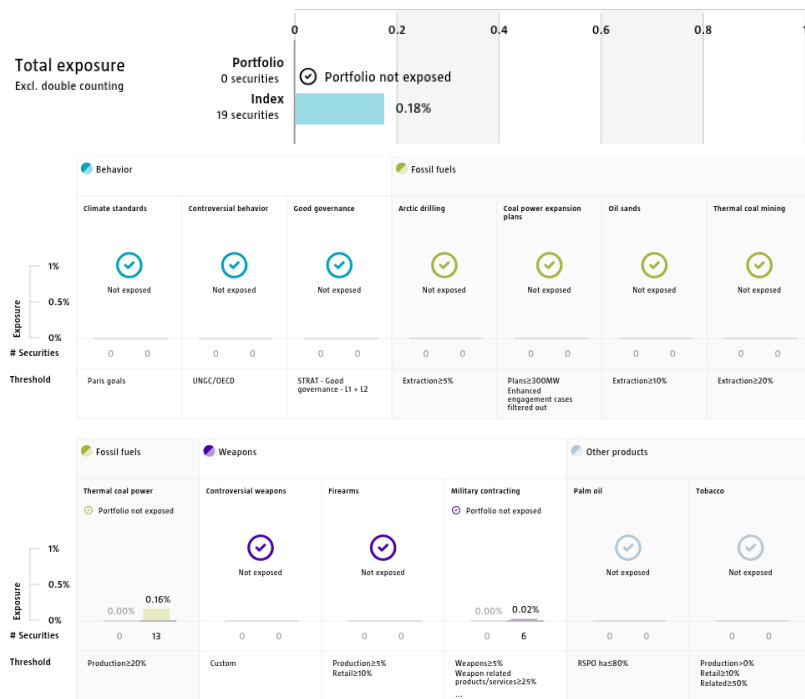 0 0.2 0.4 0.6 0.8 1
Total exposure
Excl. double counting
Portfolio
0 securities
Portfolio not exposed
Index
19 securities
0.18%
Behavior
Fossil fuels
Climate standards
Controversial behavior
Good governance
Arctic drilling
Coal power expansion
plans
Oil sands
Thermal coal mining
Not exposed Not exposed Not exposed Not exposed Not exposed Not exposed Not exposed
Exposure
1%
0.5%
0%
# Securities 0 0 0 0 0 0 0 0 0 0 0 0 0 0
Threshold
Paris goals
UNGC/OECD
STRAT - Good
governance - L1 + L2
Extraction≥5%
Plans≥300MW
Enhanced
engagement cases
filtered out
Extraction≥10%
Extraction≥20%
Fossil fuels
Weapons
Other products
Thermal coal power
Portfolio not exposed
Controversial weapons
Firearms
Military contracting
Portfolio not exposed
Palm oil
Tobacco
Not exposed Not exposed Not exposed Not exposed
Exposure
1%
0.5%
0%
0.00% 0.16%
0.00% 0.02%
# Securities 0 13 0 0 0 0 0 6 0 0 0 0
Threshold
Production≥20%
Custom
Production≥5%
Retail≥10%
Weapons≥5%
Weapon related
products/services≥25%
...
RSPO ha≤80%
Production>0%
Retail≥10%
Related≥50%